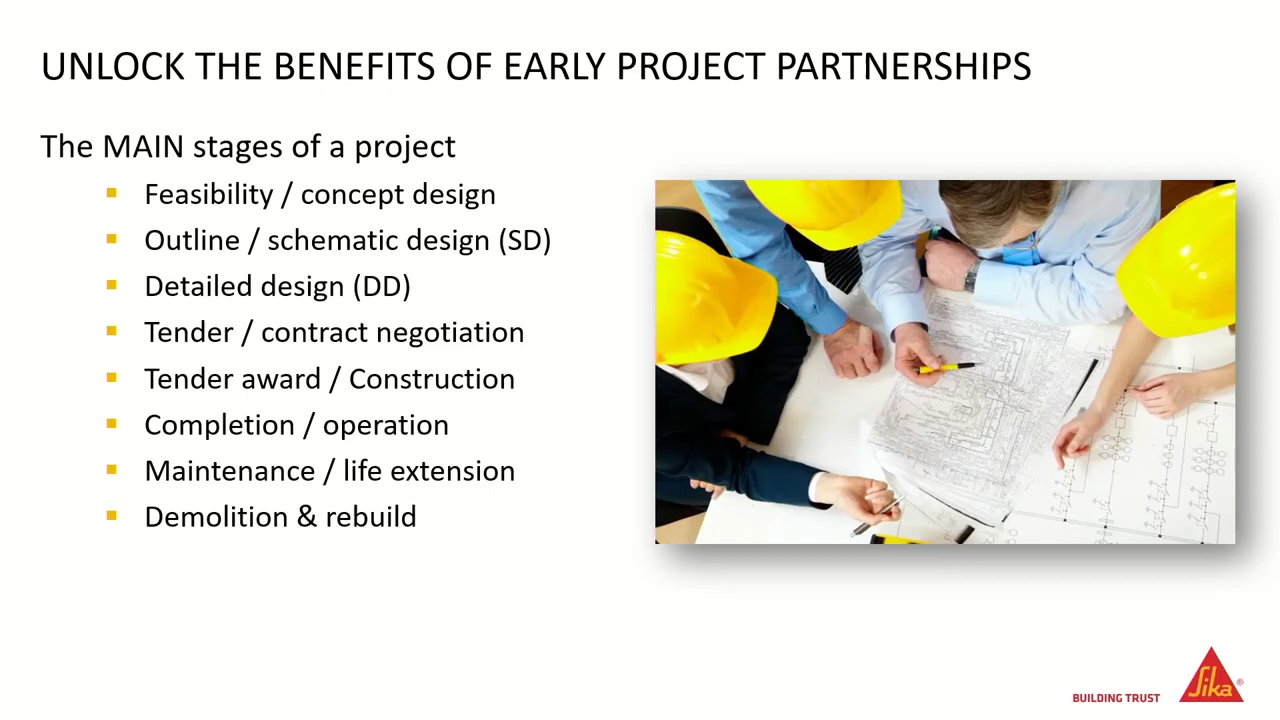 UNLOCK THE BENEFITS OF EARLY PROJECT PARTNERSHIPS
The MAIN stages of a project
Feasibility / concept design
Outline / schematic design (SD)
Detailed design (DD)
Tender / contract negotiation
Tender award / Construction
Completion / operation
Maintenance / life extension
Demolition & rebuild
BUILDING TRUST
Sika®